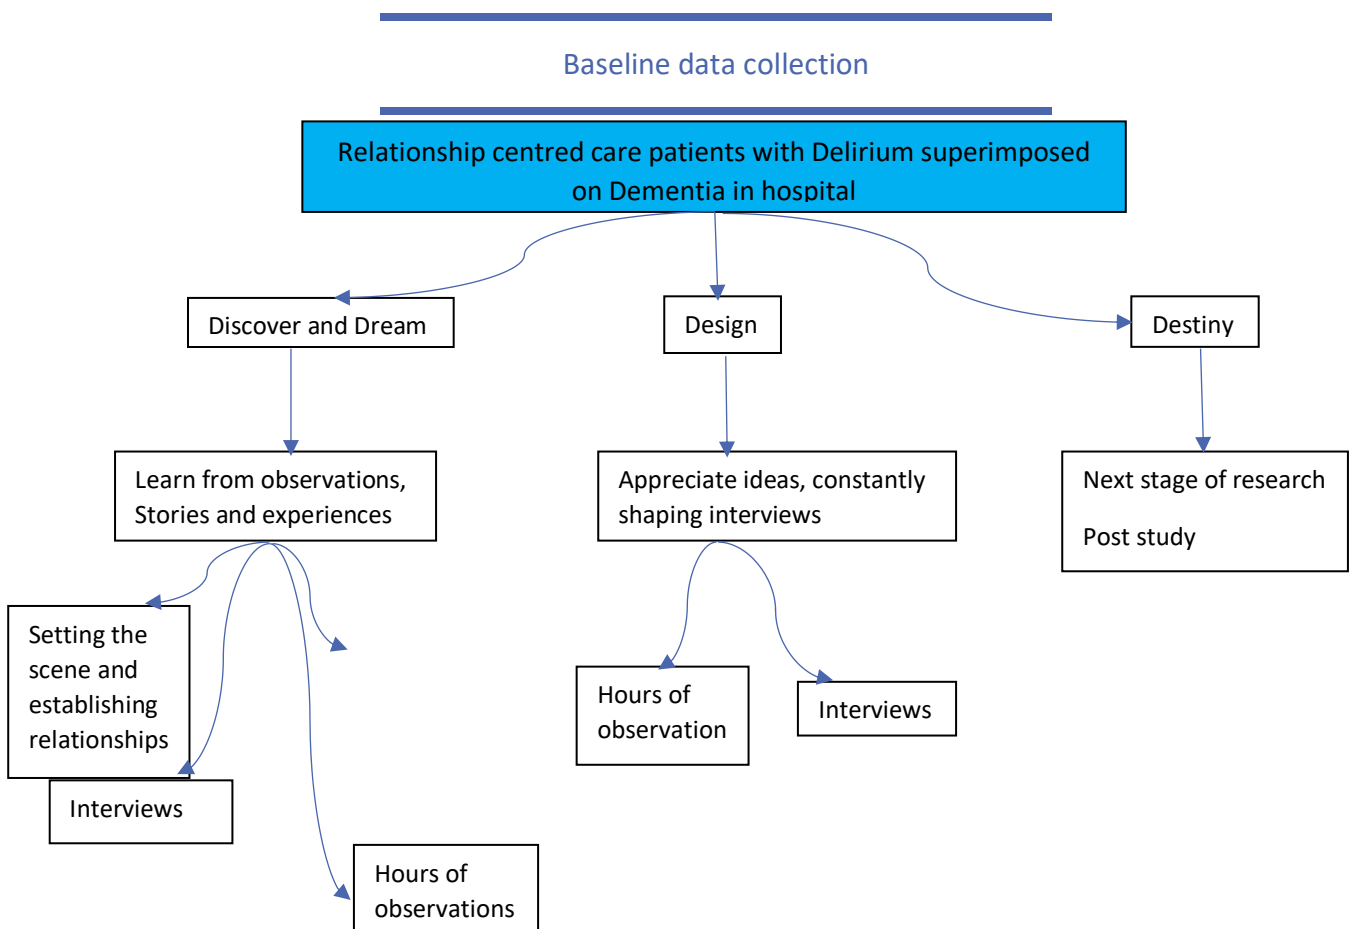 Baseline data collection
Relationship centred care patients with Delirium superimposed
on Dementia in hospital
Discover and Dream
Design
Destiny
Learn from observations,
Stories and experiences
Appreciate ideas, constantly
shaping interviews
Next stage of research
Post study
Setting the
scene and
establishing
relationships
Hours of
observation
Interviews
Interviews
Hours of
observations